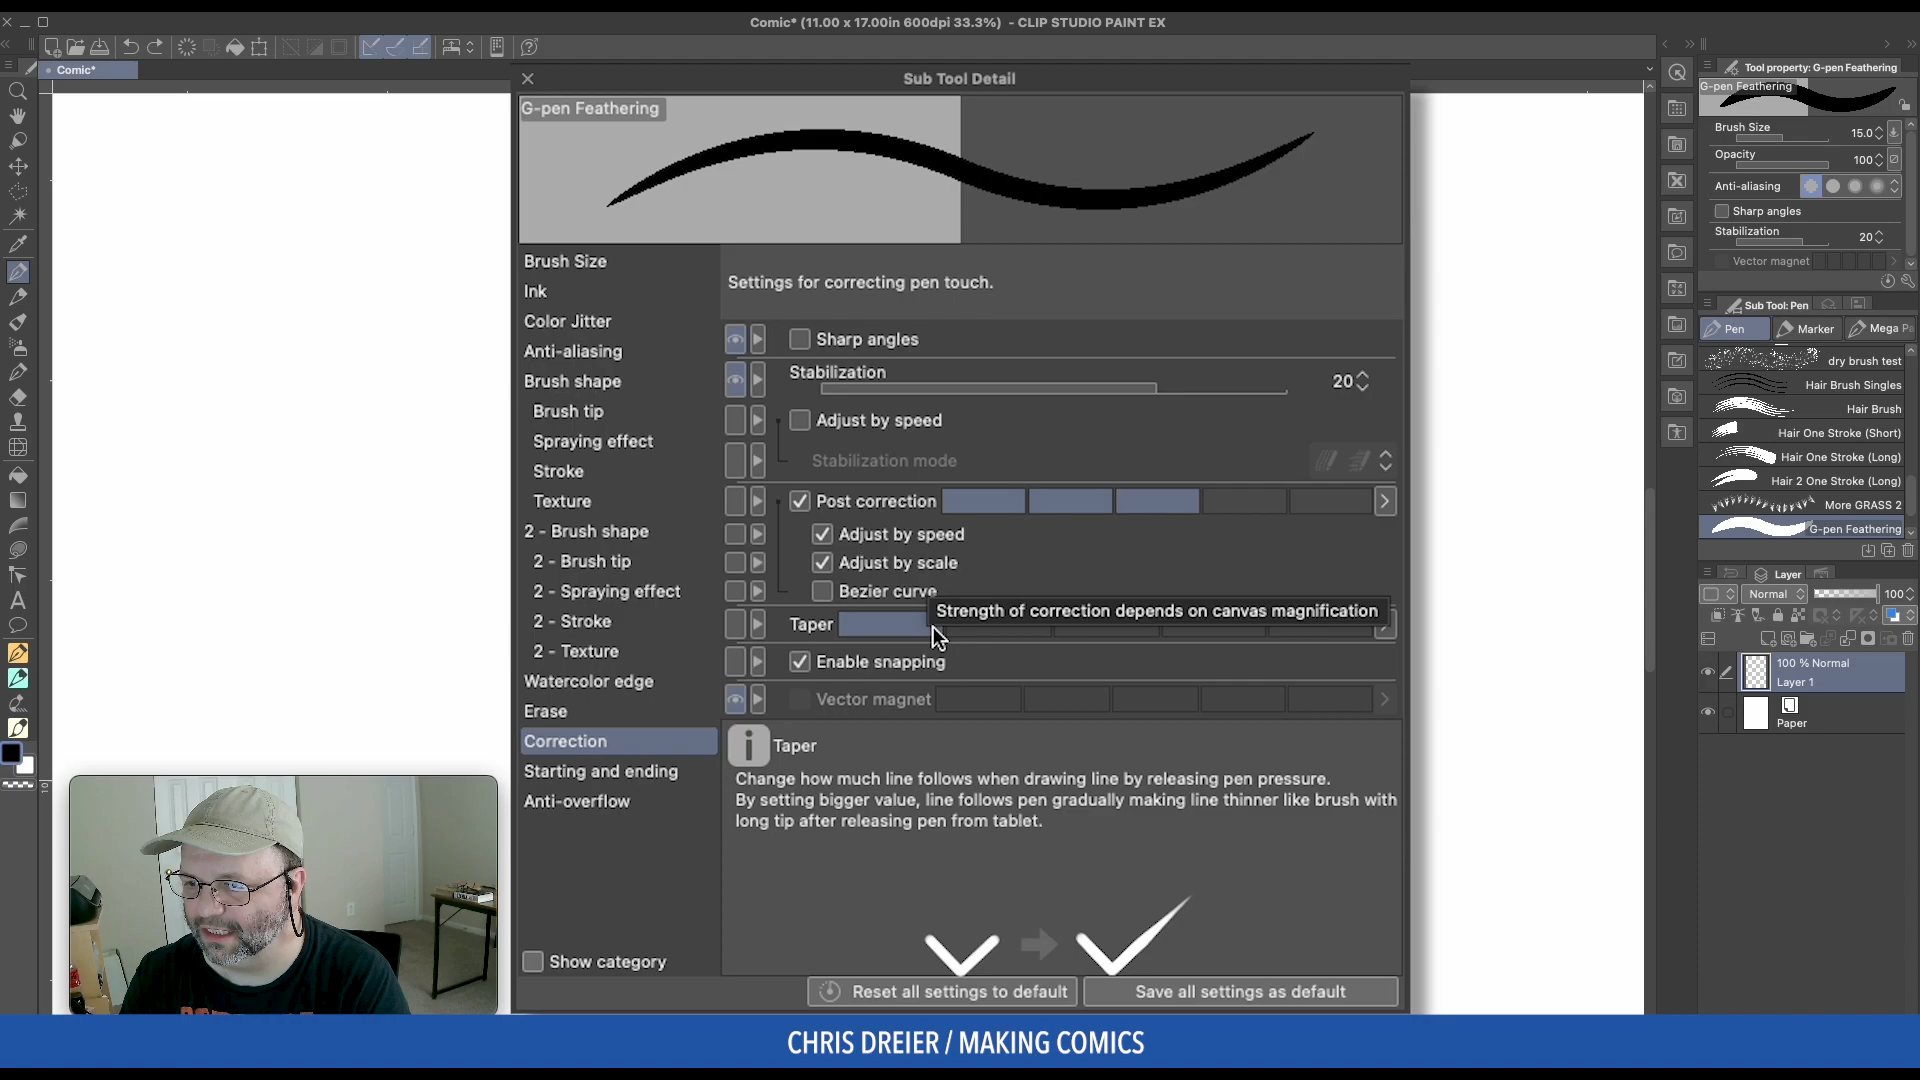 Comic* (11.00 x 17.00in 600dpi 33.3%) - CLIP STUDIO PAINT EX
Comic*
Sub Tool Detail
G-pen Feathering
Brush Size
Ink
Color Jitter
Anti-aliasing
Brush shape
Brush tip
Spraying effect
Stroke
Texture
2 - Brush shape
2 - Brush tip
2 - Spraying effect
2 - Stroke
2 - Texture
Watercolor edge
Erase
Correction
Starting and ending
Anti-overflow
Show category
Settings for correcting pen touch.
Sharp angles
Stabilization
20
Adjust by speed
Stabilization mode
Post correction
Adjust by speed
Adjust by scale
Bezier curve
Strength of correction depends on canvas magnification
Taper
Enable snapping
Vector magnet
Taper
Change how much line follows when drawing line by releasing pen pressure.
By setting bigger value, line follows pen gradually making line thinner like brush with
long tip after releasing pen from tablet.
Reset all settings to default
Save all settings as default
Tool property: G-pen Feathering
G-pen Feathering
Brush Size 15.0
Opacity 100
Anti-aliasing
Sharp angles
Stabilization 20
Vector magnet
Sub Tool: Pen
Pen Marker Mega
dry brush test
Hair Brush Singles
Hair Brush
Hair One Stroke (Short)
Hair One Stroke (Long)
Hair 2 One Stroke (Long)
More GRASS 2
G-pen Feathering
Layer
Normal 100
100 % Normal
Layer 1
Paper
CHRIS DREIER / MAKING COMICS